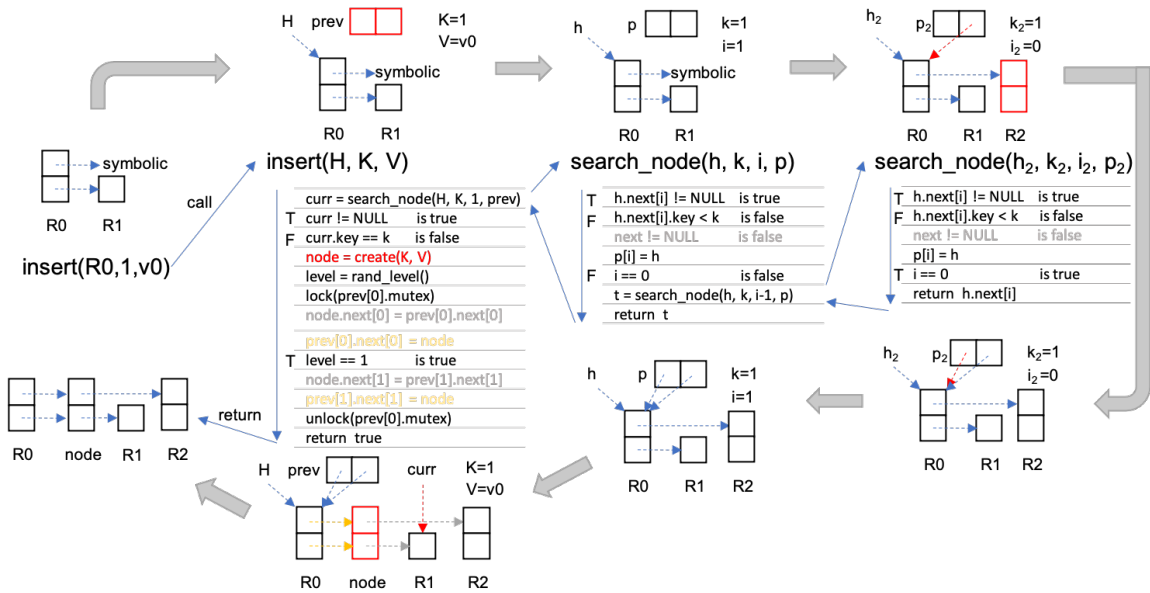 H
prev
K=1
V=v0
symbolic
R0
R1
h
p
k=1
i=1
symbolic
R0
R1
h2
p2
k2=1
i2=0
R0
R1
R2
symbolic
R0
R1
insert(R0,1,v0)
call
insert(H, K, V)
curr = search_node(H, K, 1, prev)
T curr != NULL is true
F curr.key == k is false
node = create(K, V)
level = rand_level()
lock(prev[0].mutex)
node.next[0] = prev[0].next[0]
prev[0].next[0] = node
T level == 1 is true
node.next[1] = prev[1].next[1]
prev[1].next[1] = node
unlock(prev[0].mutex)
return true
search_node(h, k, i, p)
T h.next[i] != NULL is true
F h.next[i].key < k is false
next != NULL is false
p[i] = h
F i == 0 is false
t = search_node(h, k, i-1, p)
return t
search_node(h2, k2, i2, p2)
T h.next[i] != NULL is true
F h.next[i].key < k is false
next != NULL is false
p[i] = h
T i == 0 is true
return h.next[i]
h2
p2
k2=1
i2=0
R0
R1
R2
h
p
k=1
i=1
R0
R1
R2
H
prev
curr
K=1
V=v0
R0
node
R1
R2
return
R0
node
R1
R2